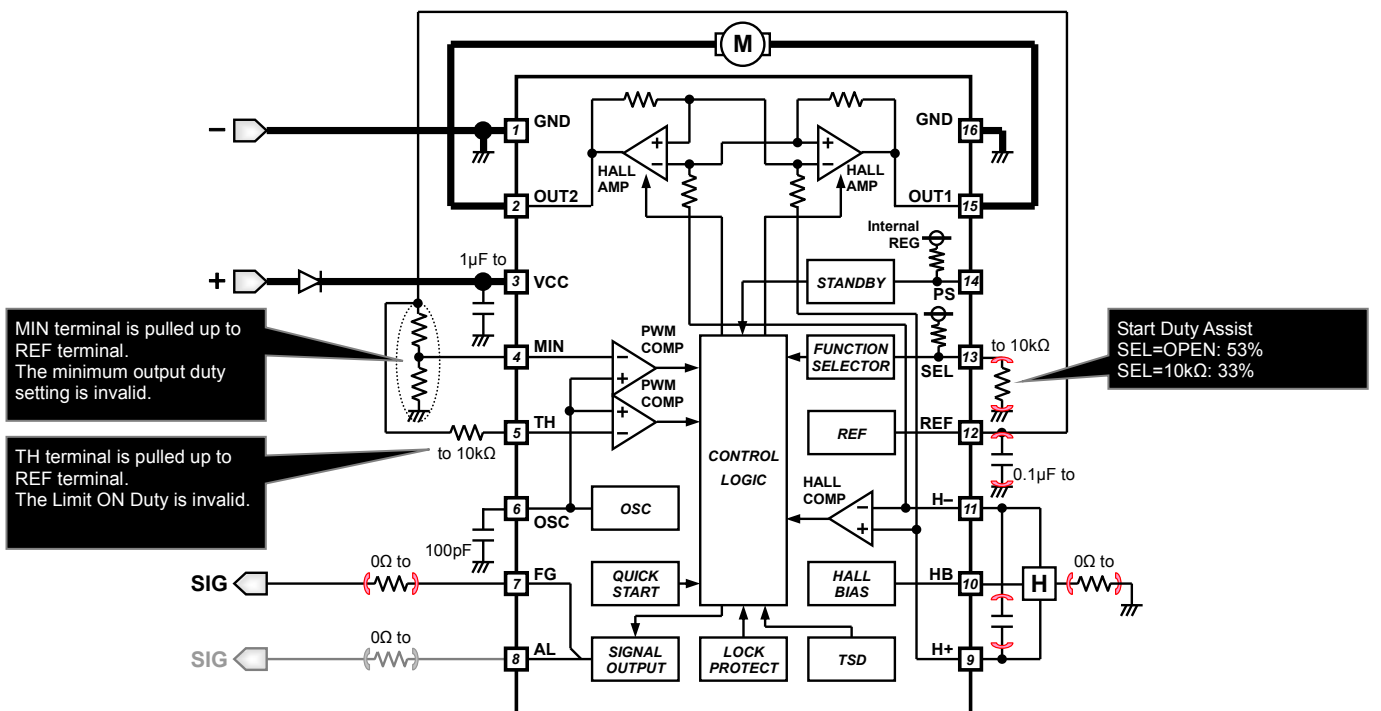 M
−
1
GND
GND
16
HALL
AMP
HALL
AMP
2
OUT2
OUT1
15
Internal
REG
1µF to
+
3
VCC
STANDBY
PS
14
MIN terminal is pulled up to
REF terminal.
The minimum output duty
setting is invalid.
4
MIN
PWM
COMP
PWM
COMP
FUNCTION
SELECTOR
SEL
13
to 10kΩ
Start Duty Assist
SEL=OPEN: 53%
SEL=10kΩ: 33%
TH terminal is pulled up to
REF terminal.
The Limit ON Duty is invalid.
to 10kΩ
5
TH
CONTROL
LOGIC
REF
REF
12
0.1µF to
6
OSC
OSC
100pF
HALL
COMP
−
+
H−
11
SIG
0Ω to
7
FG
QUICK
START
HALL
BIAS
HB
10
H
0Ω to
SIG
0Ω to
8
AL
SIGNAL
OUTPUT
LOCK
PROTECT
TSD
H+
9